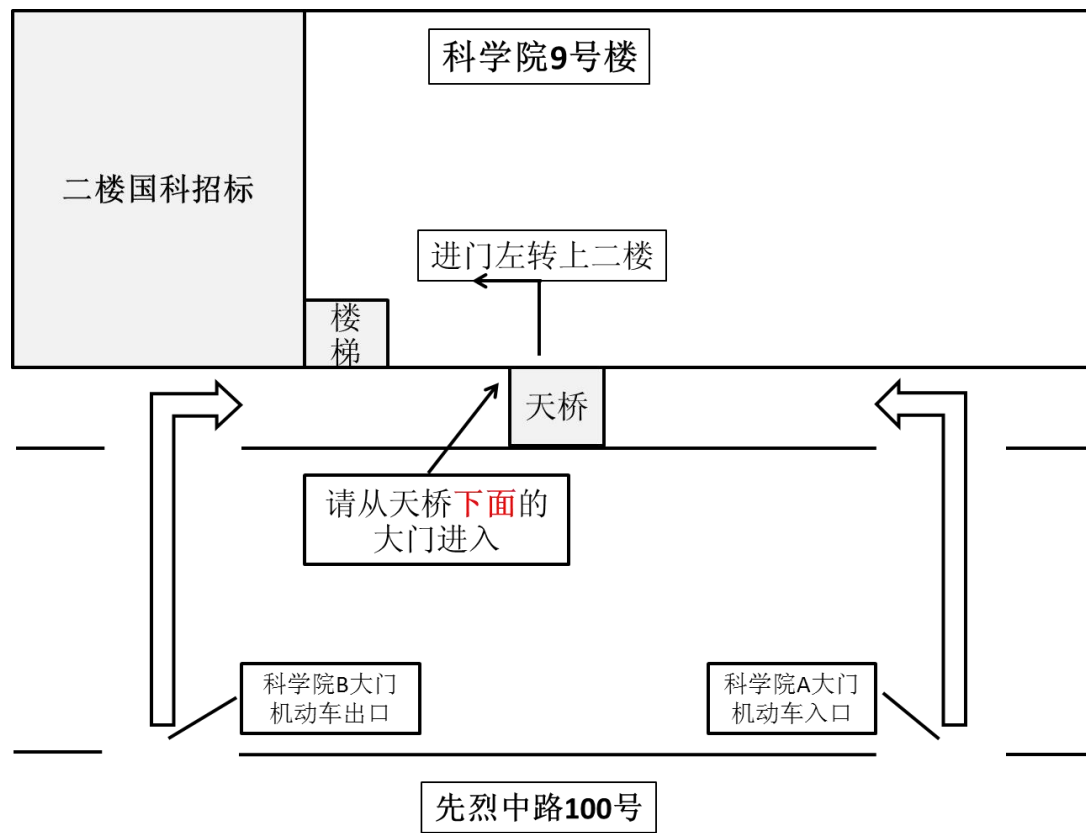 科学院9号楼
二楼国科招标
进门左转上二楼
楼
梯
天桥
请从天桥下面的
大门进入
科学院B大门
机动车出口
科学院A大门
机动车入口
先烈中路100号